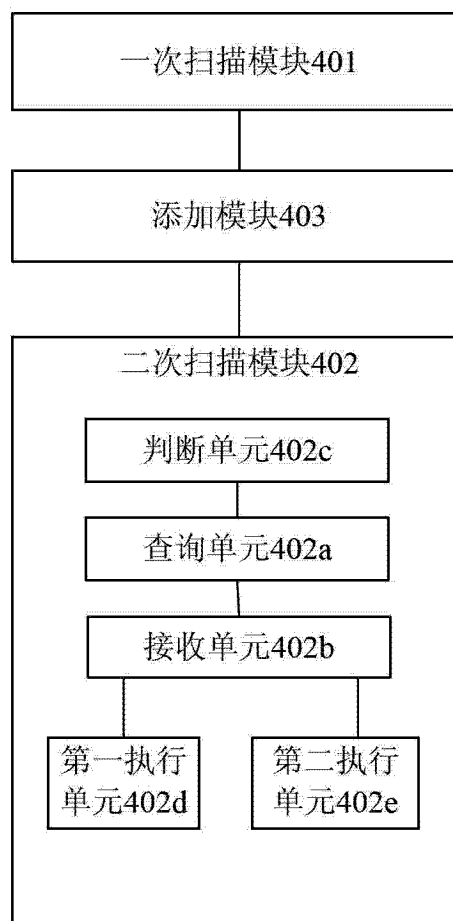 一次扫描模块401
添加模块403
二次扫描模块402
判断单元402c
查询单元402a
接收单元402b
第一执行
单元402d
第二执行
单元402e